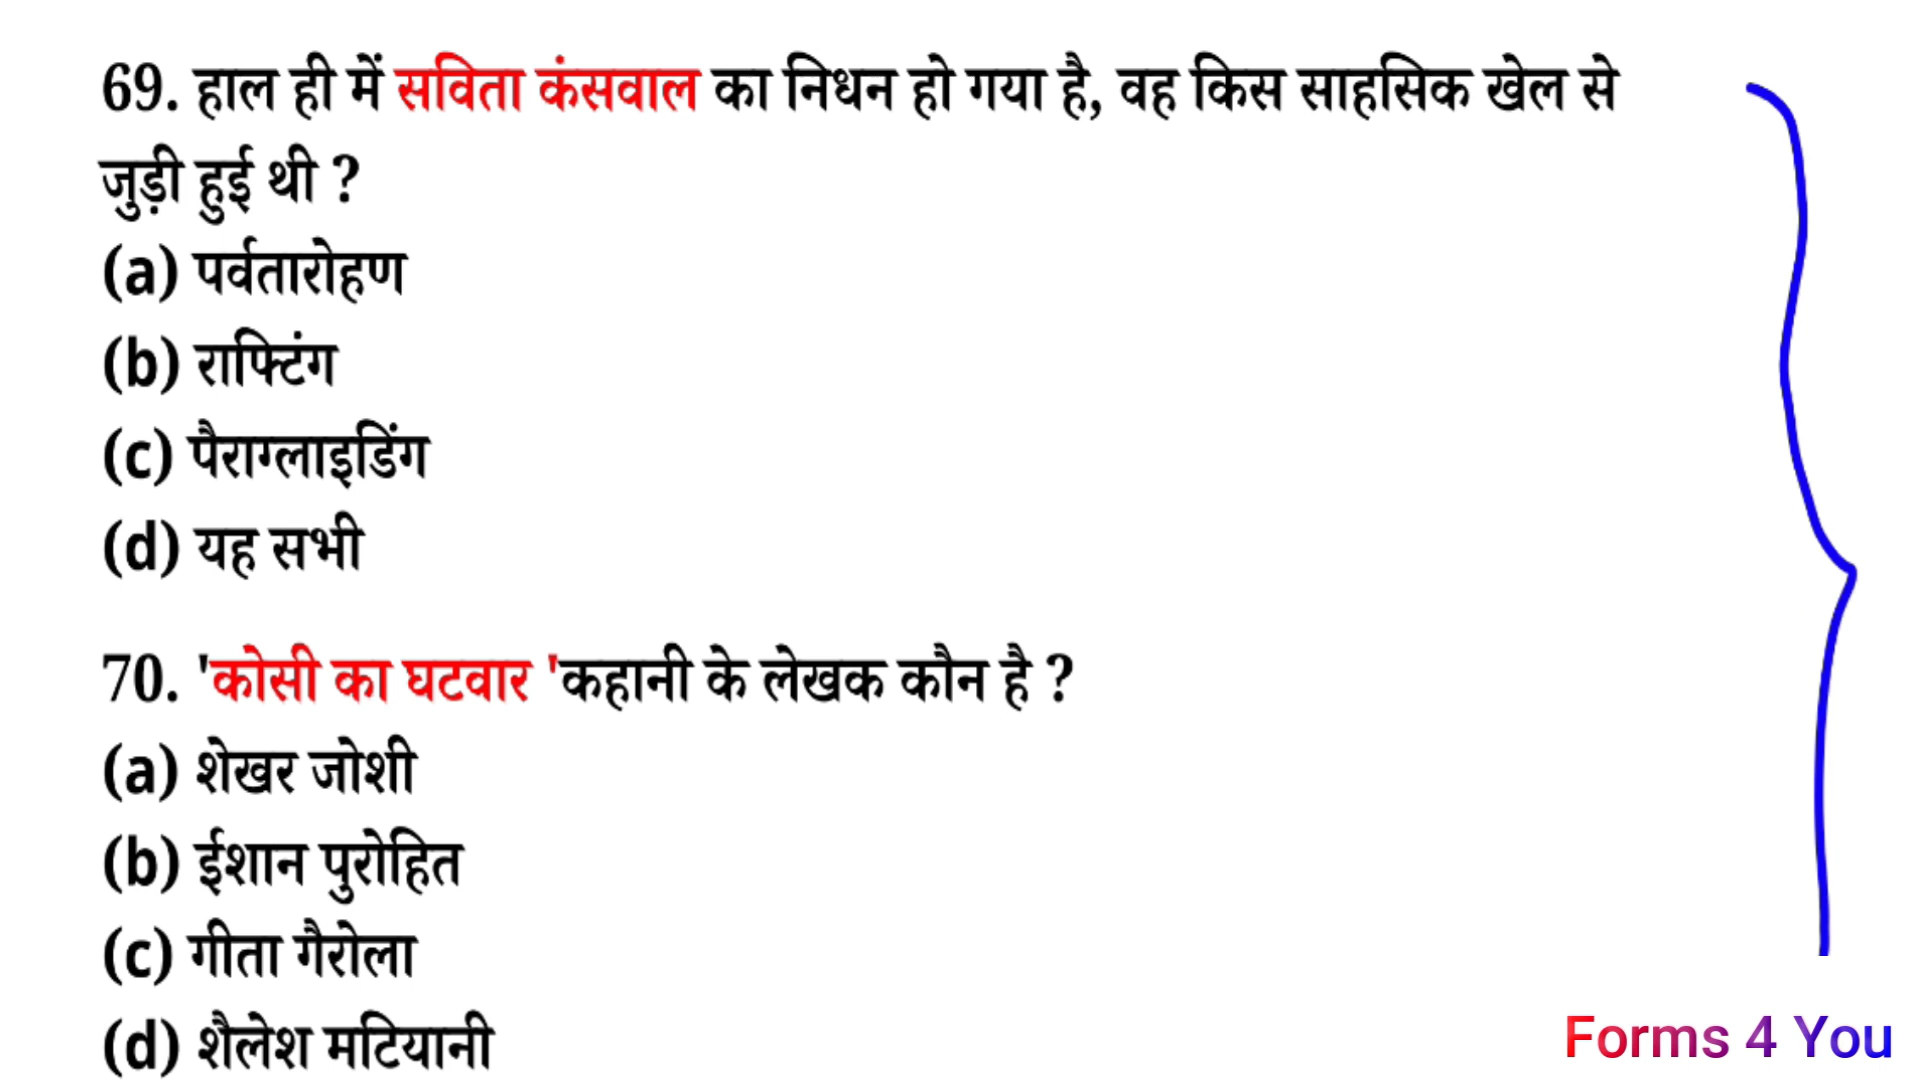 69. हाल ही में सविता कंसवाल का निधन हो गया है, वह किस साहसिक खेल से
जुड़ी हुई थी ?
(a) पर्वतारोहण
(b) राफ्टिंग
(c) पैराग्लाइडिंग
(d) यह सभी
70. 'कोसी का घटवार 'कहानी के लेखक कौन है ?
(a) शेखर जोशी
(b) ईशान पुरोहित
(c) गीता गैरोला
(d) शैलेश मटियानी
Forms 4 You